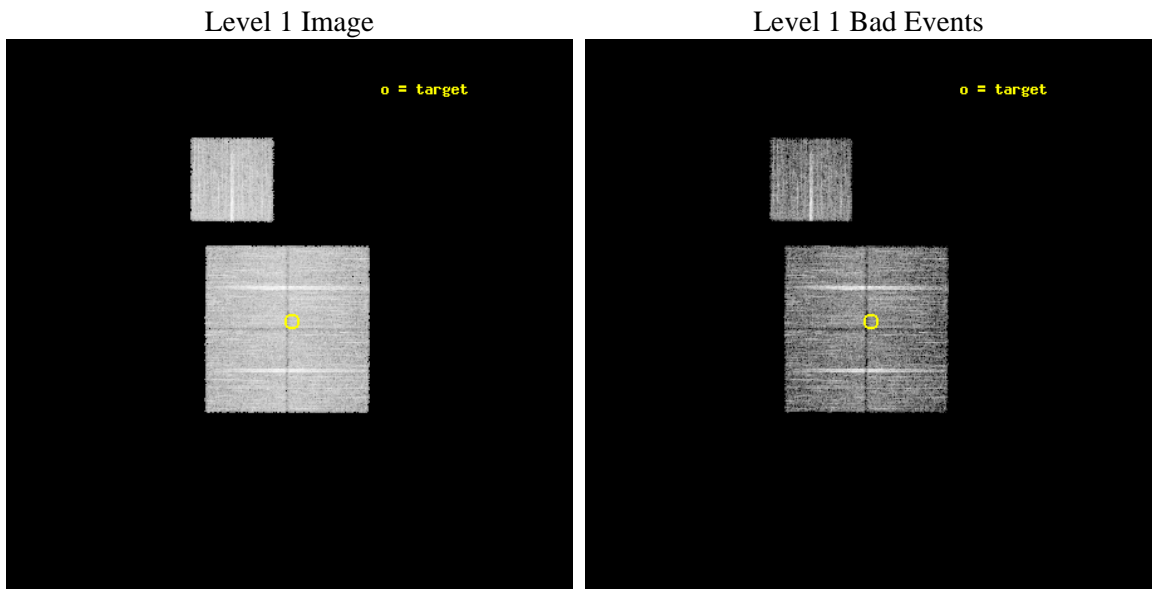 Level 1 Image
Level 1 Bad Events
o = target
o = target